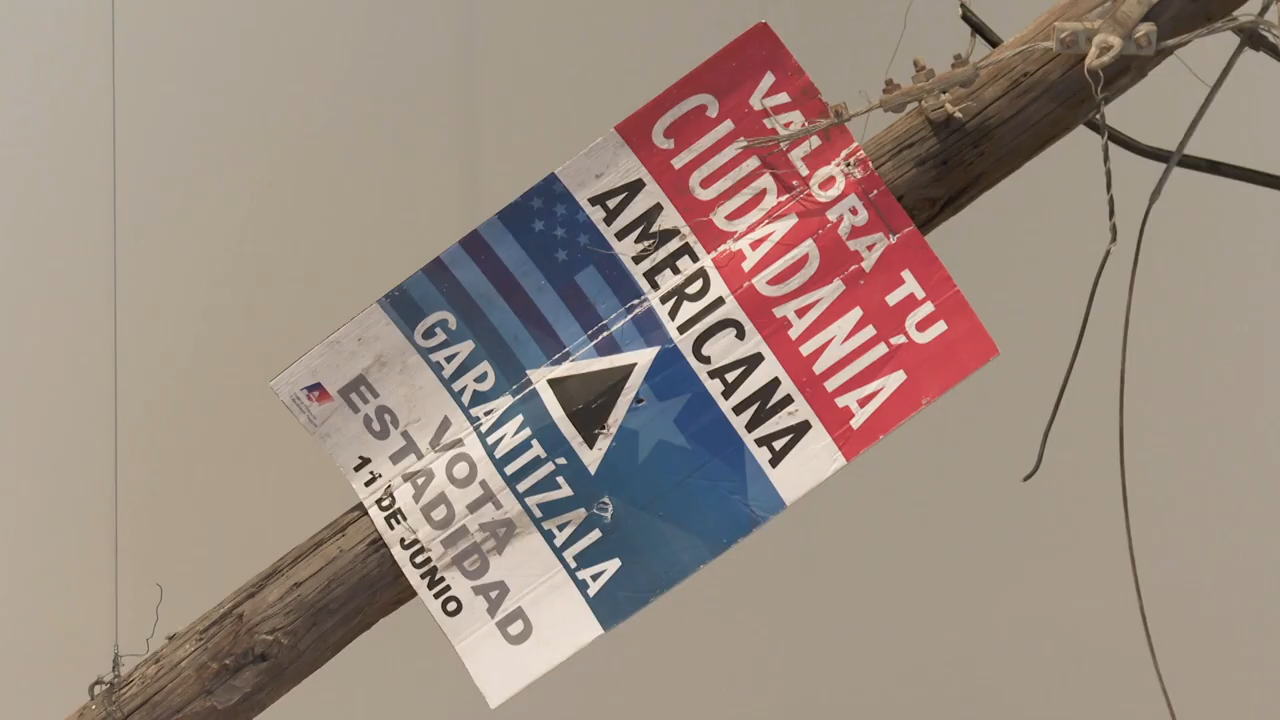 VALORA TU
CIUDADANÍA
AMERICANA
GARANTÍZALA
VOTA
ESTADIDAD
11 DE JUNIO